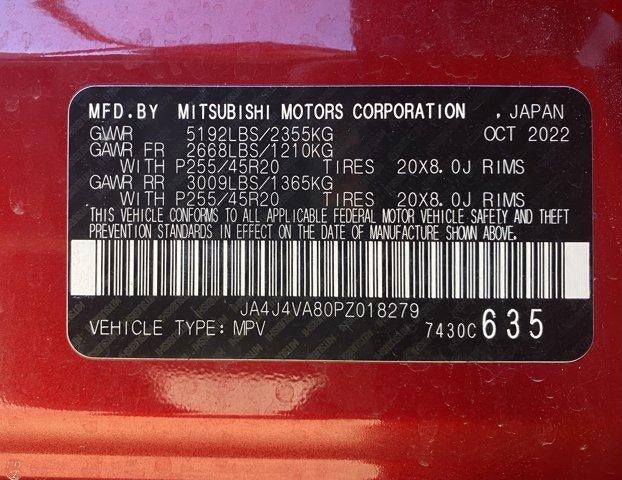 MFD.BY MITSUBISHI MOTORS CORPORATION , JAPAN
GVWR 5192LBS/2355KG OCT 2022
GAWR FR 2668LBS/1210KG
WITH P255/45R20 TIRES 20X8.0J RIMS
GAWR RR 3009LBS/1365KG
WITH P255/45R20 TIRES 20X8.0J RIMS
THIS VEHICLE CONFORMS TO ALL APPLICABLE FEDERAL MOTOR VEHICLE SAFETY AND THEFT
PREVENTION STANDARDS IN EFFECT ON THE DATE OF MANUFACTURE SHOWN ABOVE.
JA4J4VA80PZ018279
VEHICLE TYPE: MPV 7430C 635